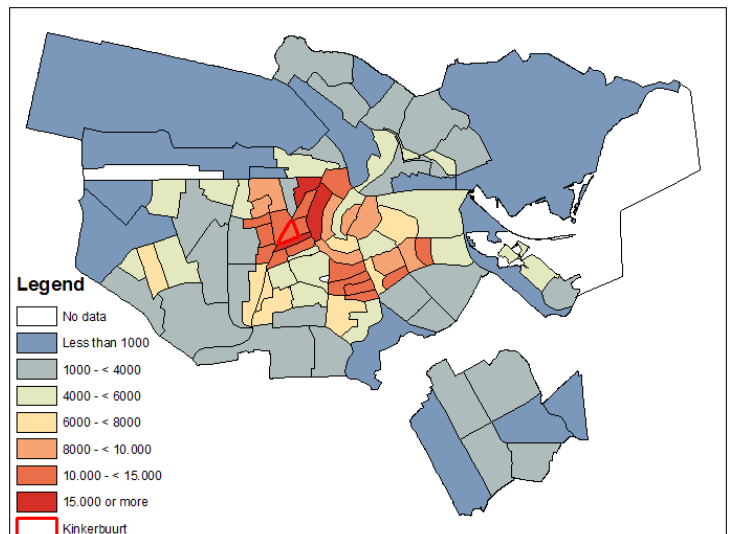 Legend
No data
Less than 1000
1000 - < 4000
4000 - < 6000
6000 - < 8000
8000 - < 10.000
10.000 - < 15.000
15.000 or more
Kinkerbuurt